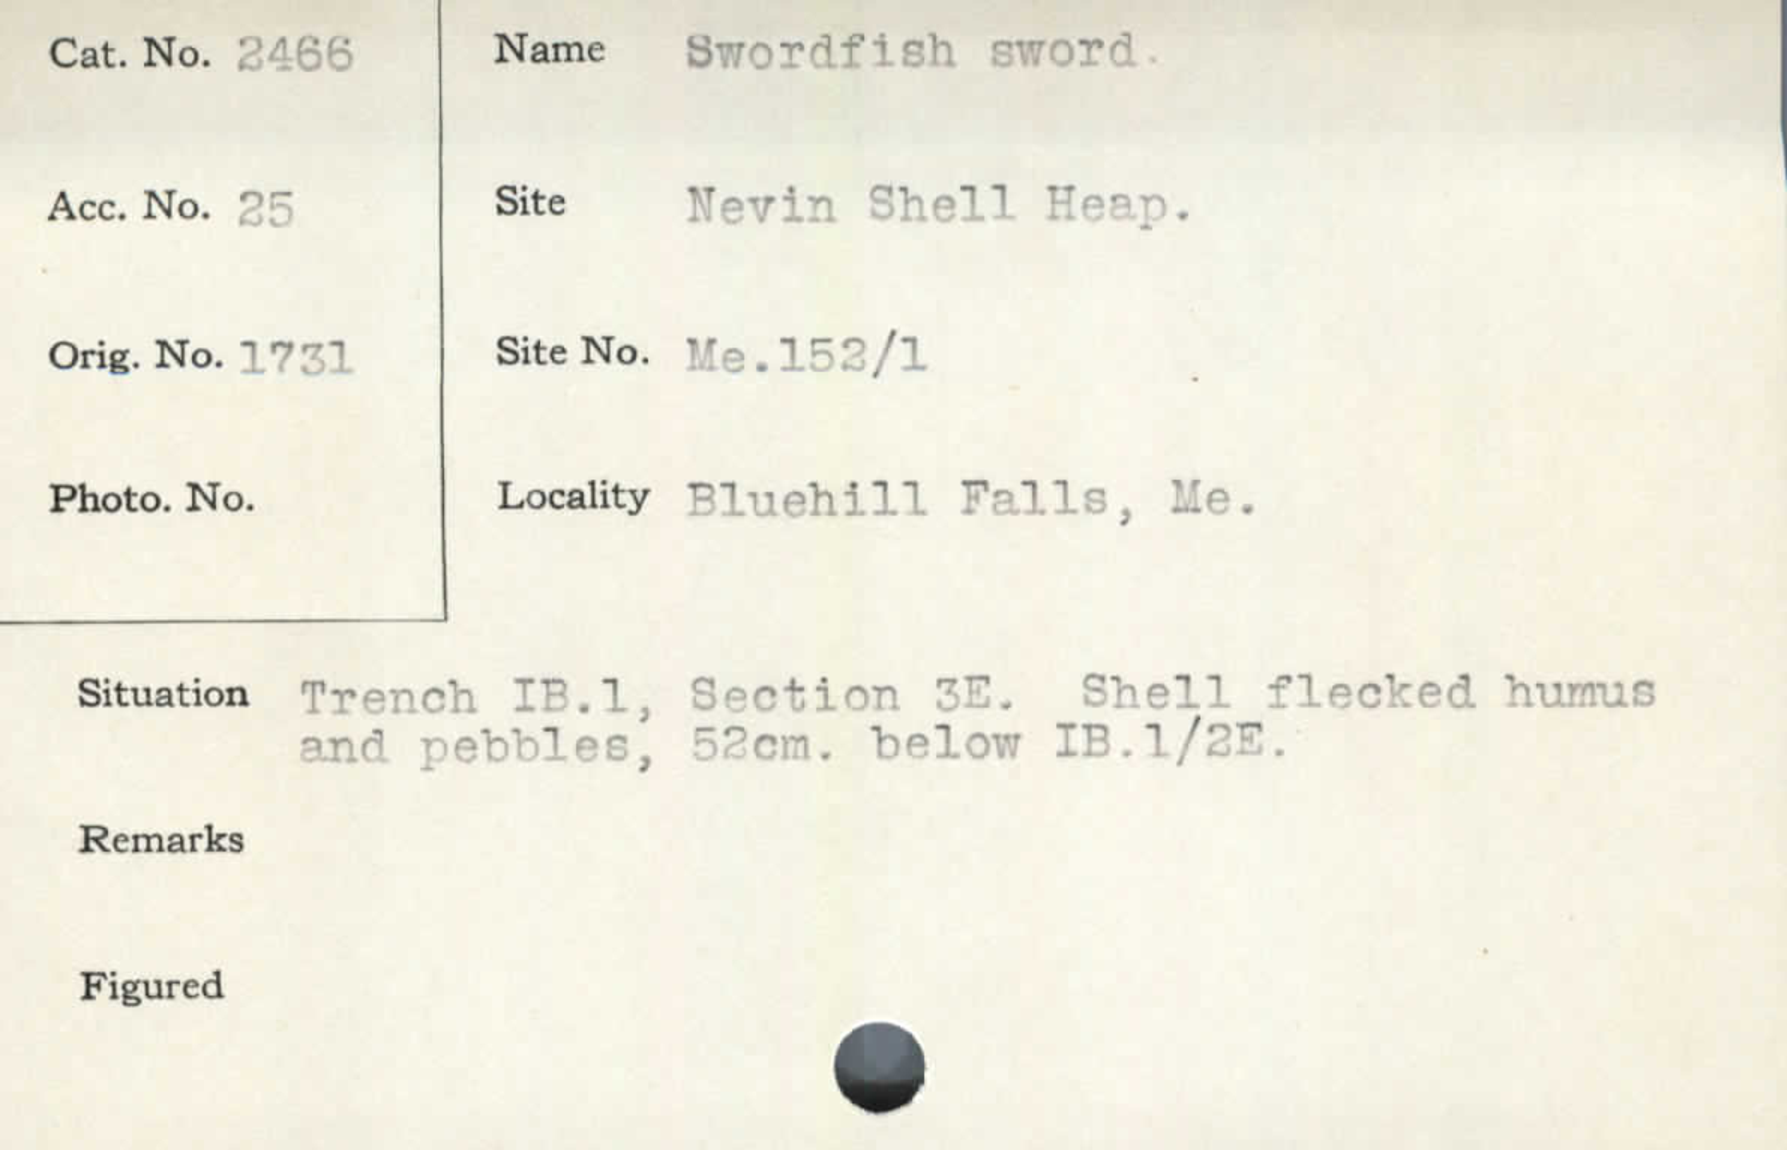 Cat. No. 2466
Acc. No. 25
Orig. No. 1731
Photo. No.
Name Swordfish sword.
Site Nevin Shell Heap.
Site No. Me.152/1
Locality Bluehill Falls, Me.
Situation Trench IB.1, Section 3E. Shell flecked humus
and pebbles, 52cm. below IB.1/2E.
Remarks
Figured